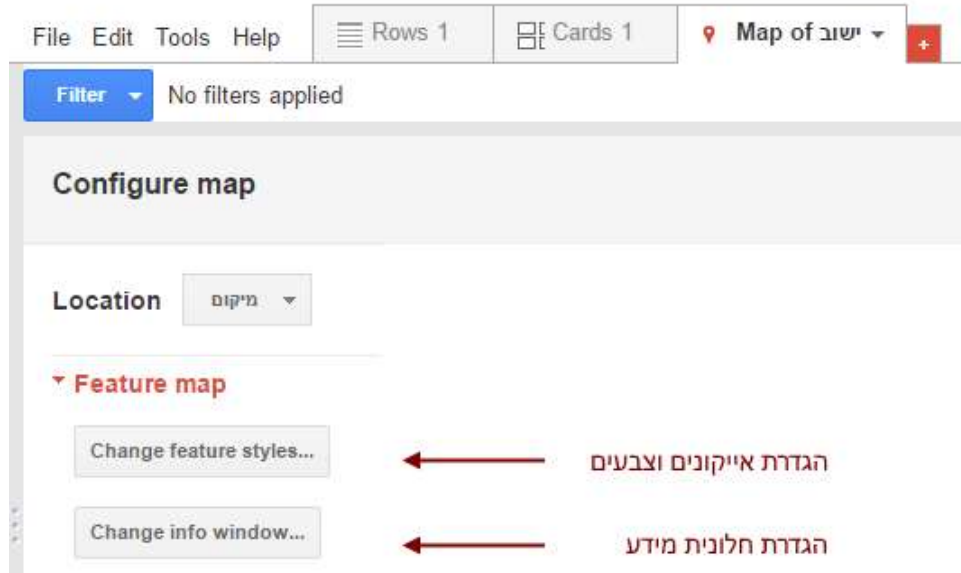 File Edit Tools Help Rows 1 Cards 1 Map of ישוב +
Filter No filters applied
Configure map
Location מיקום
Feature map
Change feature styles... הגדרת אייקונים וצבעים
Change info window... הגדרת חלונית מידע